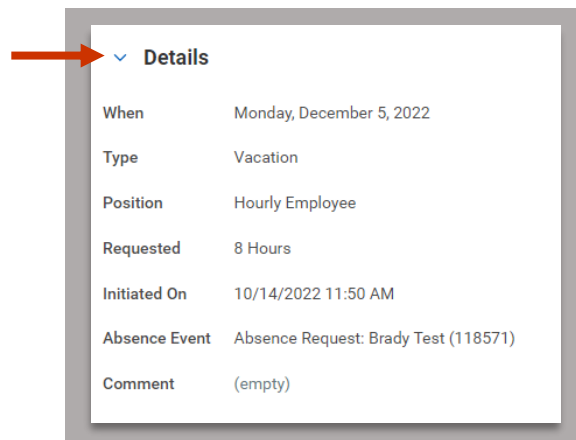 Details
When Monday, December 5, 2022
Type Vacation
Position Hourly Employee
Requested 8 Hours
Initiated On 10/14/2022 11:50 AM
Absence Event Absence Request: Brady Test (118571)
Comment (empty)